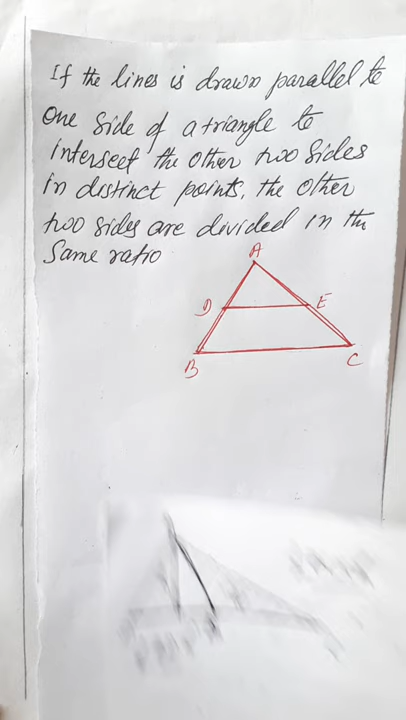 If the lines is drawn parallel to
one side of a triangle to
intersect the other two sides
in distinct points, the other
two sides are divided in the
same ratio
A
D E
B C